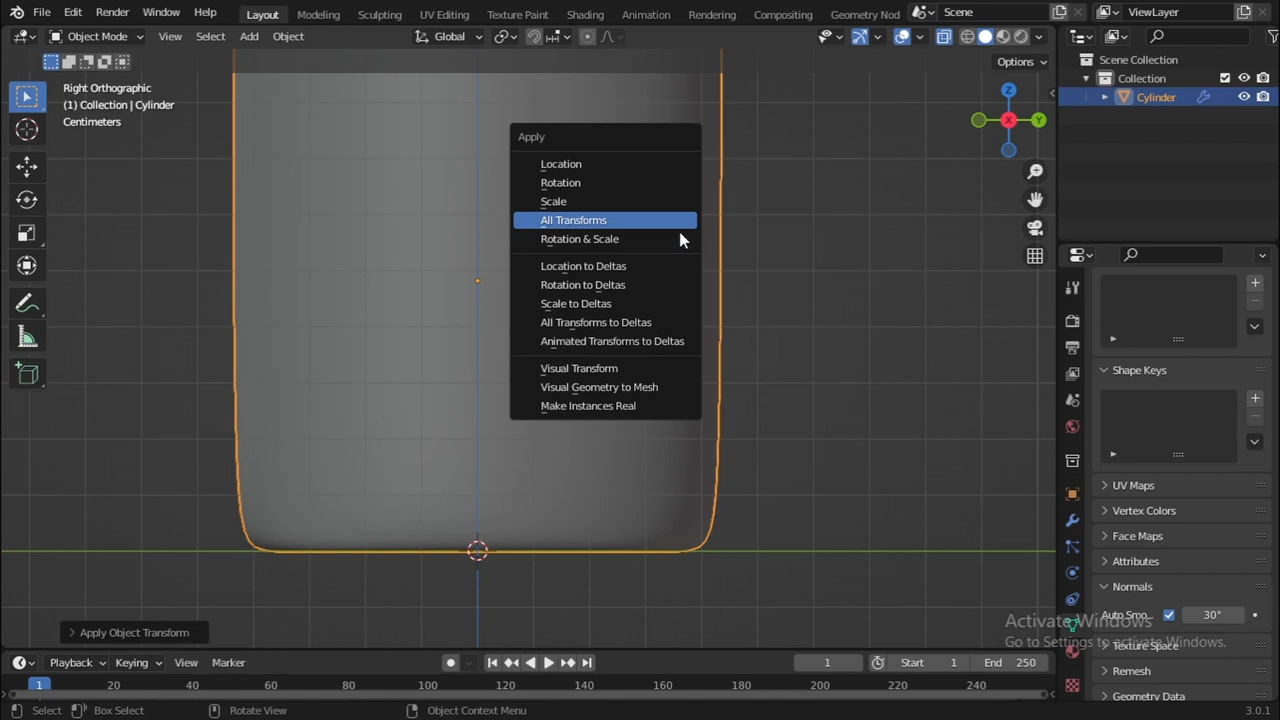 File Edit Render Window Help Layout Modeling Sculpting UV Editing Texture Paint Shading Animation Rendering Compositing Geometry Nod Scene ViewLayer
Object Mode View Select Add Object Global
Options
Right Orthographic
(1) Collection | Cylinder
Centimeters
X
Y
Z
Apply
Location
Rotation
Scale
All Transforms
Rotation & Scale
Location to Deltas
Rotation to Deltas
Scale to Deltas
All Transforms to Deltas
Animated Transforms to Deltas
Visual Transform
Visual Geometry to Mesh
Make Instances Real
Apply Object Transform
Scene Collection
Collection
Cylinder
Shape Keys
UV Maps
Vertex Colors
Face Maps
Attributes
Normals
Auto Smo 30°
Texture Space
Remesh
Geometry Data
Activate Windows
Go to Settings to activate Windows.
Playback Keying View Marker 1 Start 1 End 250
1 20 40 60 80 100 120 140 160 180 200 220 240
Select Box Select Rotate View Object Context Menu 3.0.1